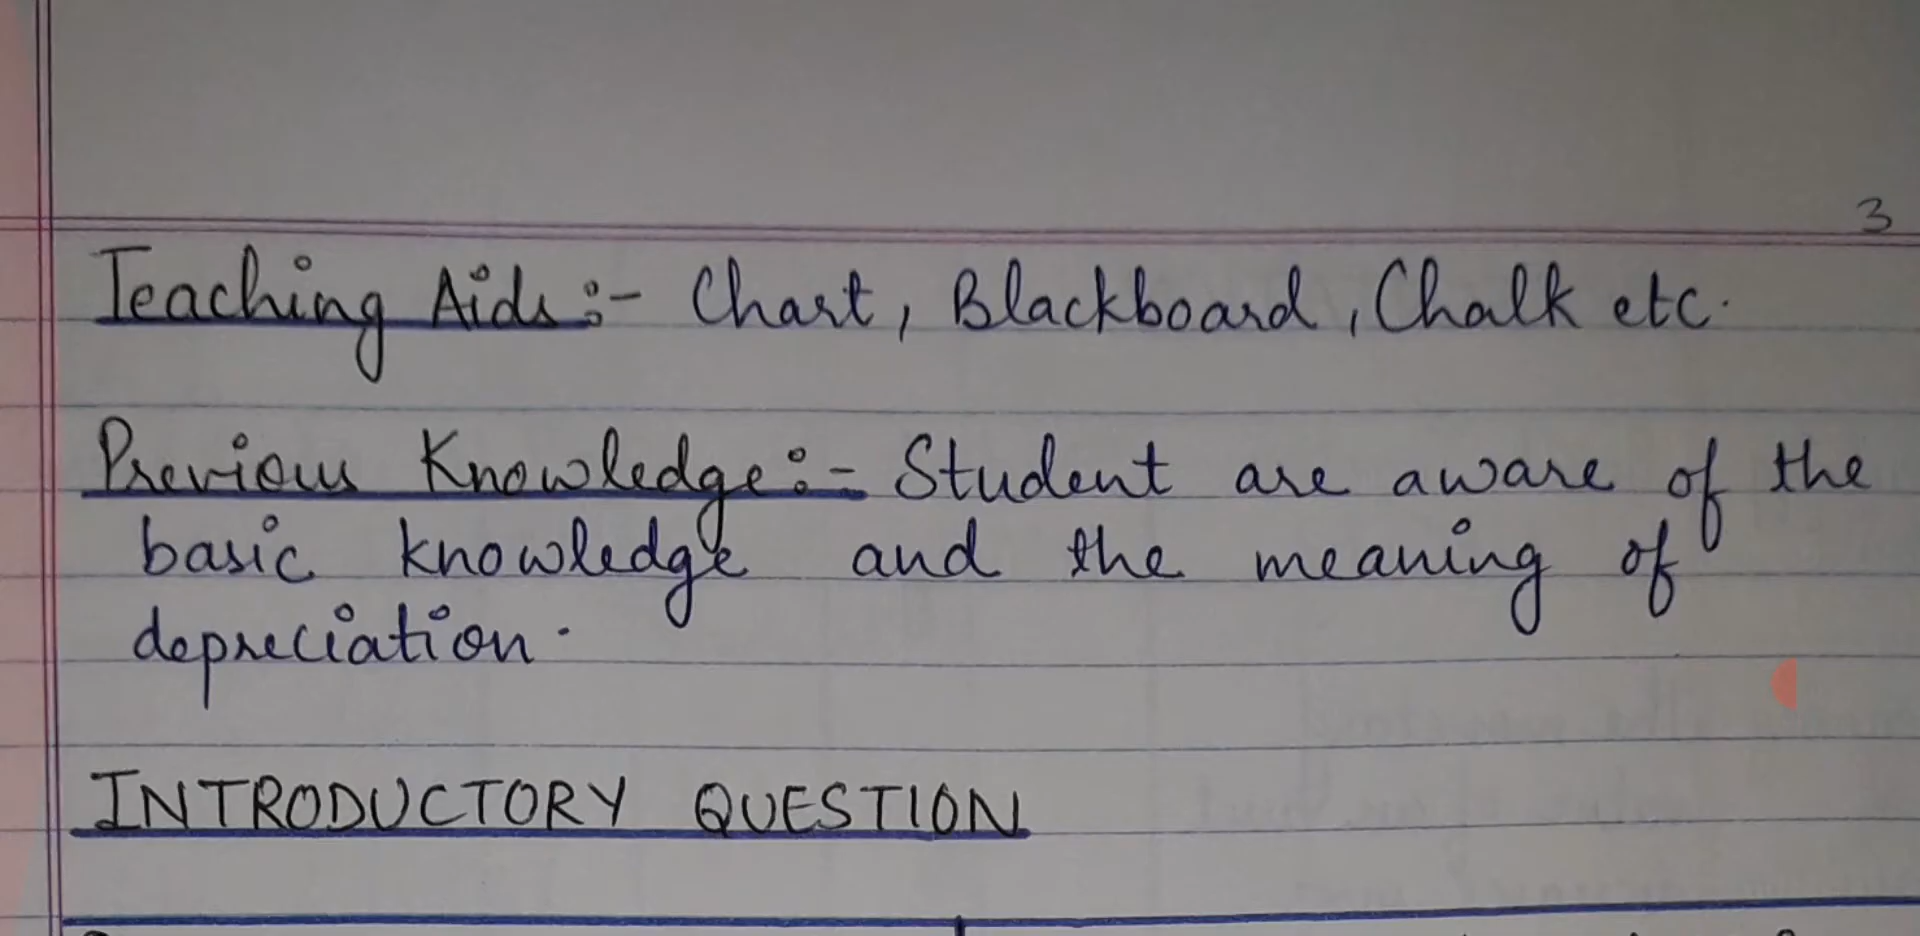 3
Teaching Aids:- Chart, Blackboard, Chalk etc.
Previous Knowledge:- Student are aware of the
basic knowledge and the meaning of
depreciation.
INTRODUCTORY QUESTION